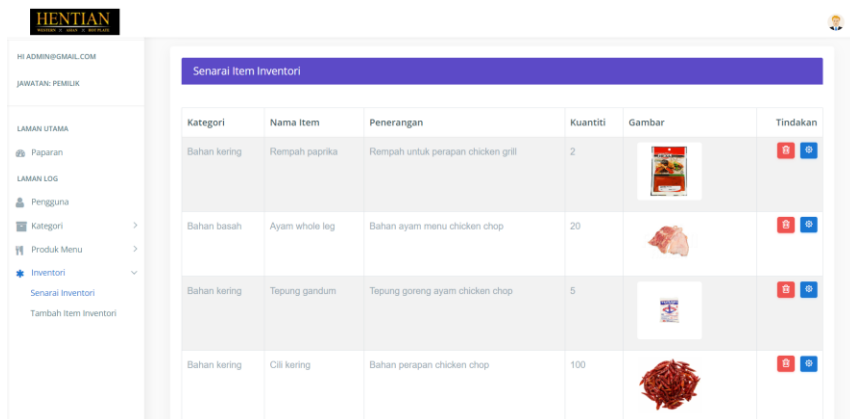 HENTIAN
WESTERN & ASIAN & HOTPLATE
HI ADMIN@GMAIL.COM
JAWATAN: PEMILIK
LAMAN UTAMA
Paparan
LAMAN LOG
Pengguna
Kategori
Produk Menu
Inventori
Senarai Inventori
Tambah Item Inventori
Senarai Item Inventori
Kategori Nama Item Penerangan Kuantiti Gambar Tindakan
Bahan kering Rempah paprika Rempah untuk perapan chicken grill 2
Bahan basah Ayam whole leg Bahan ayam menu chicken chop 20
Bahan kering Tepung gandum Tepung goreng ayam chicken chop 5
Bahan kering Cili kering Bahan perapan chicken chop 100